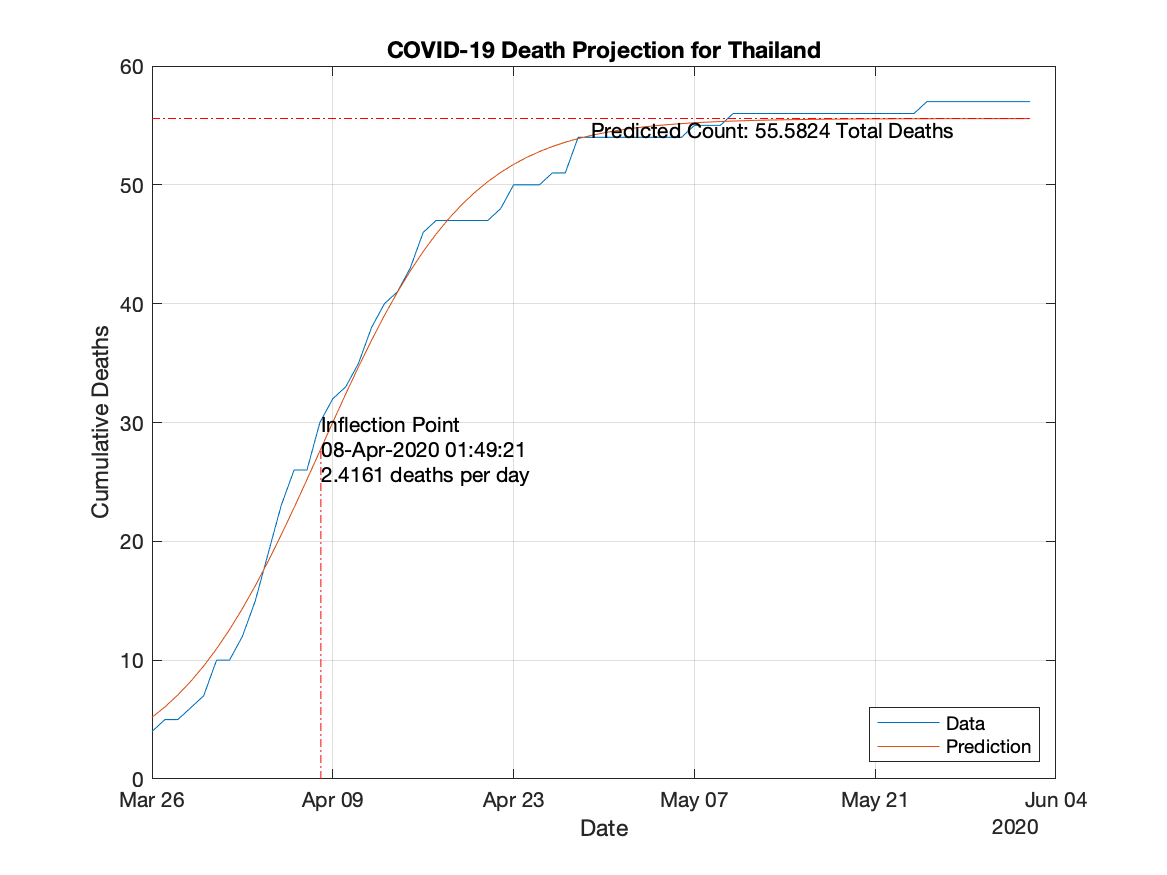 COVID-19 Death Projection for Thailand
60
50
40
30
20
10
0
Cumulative Deaths
Predicted Count: 55.5824 Total Deaths
Inflection Point
08-Apr-2020 01:49:21
2.4161 deaths per day
Data
Prediction
Mar 26 Apr 09 Apr 23 May 07 May 21 Jun 04
Date
2020